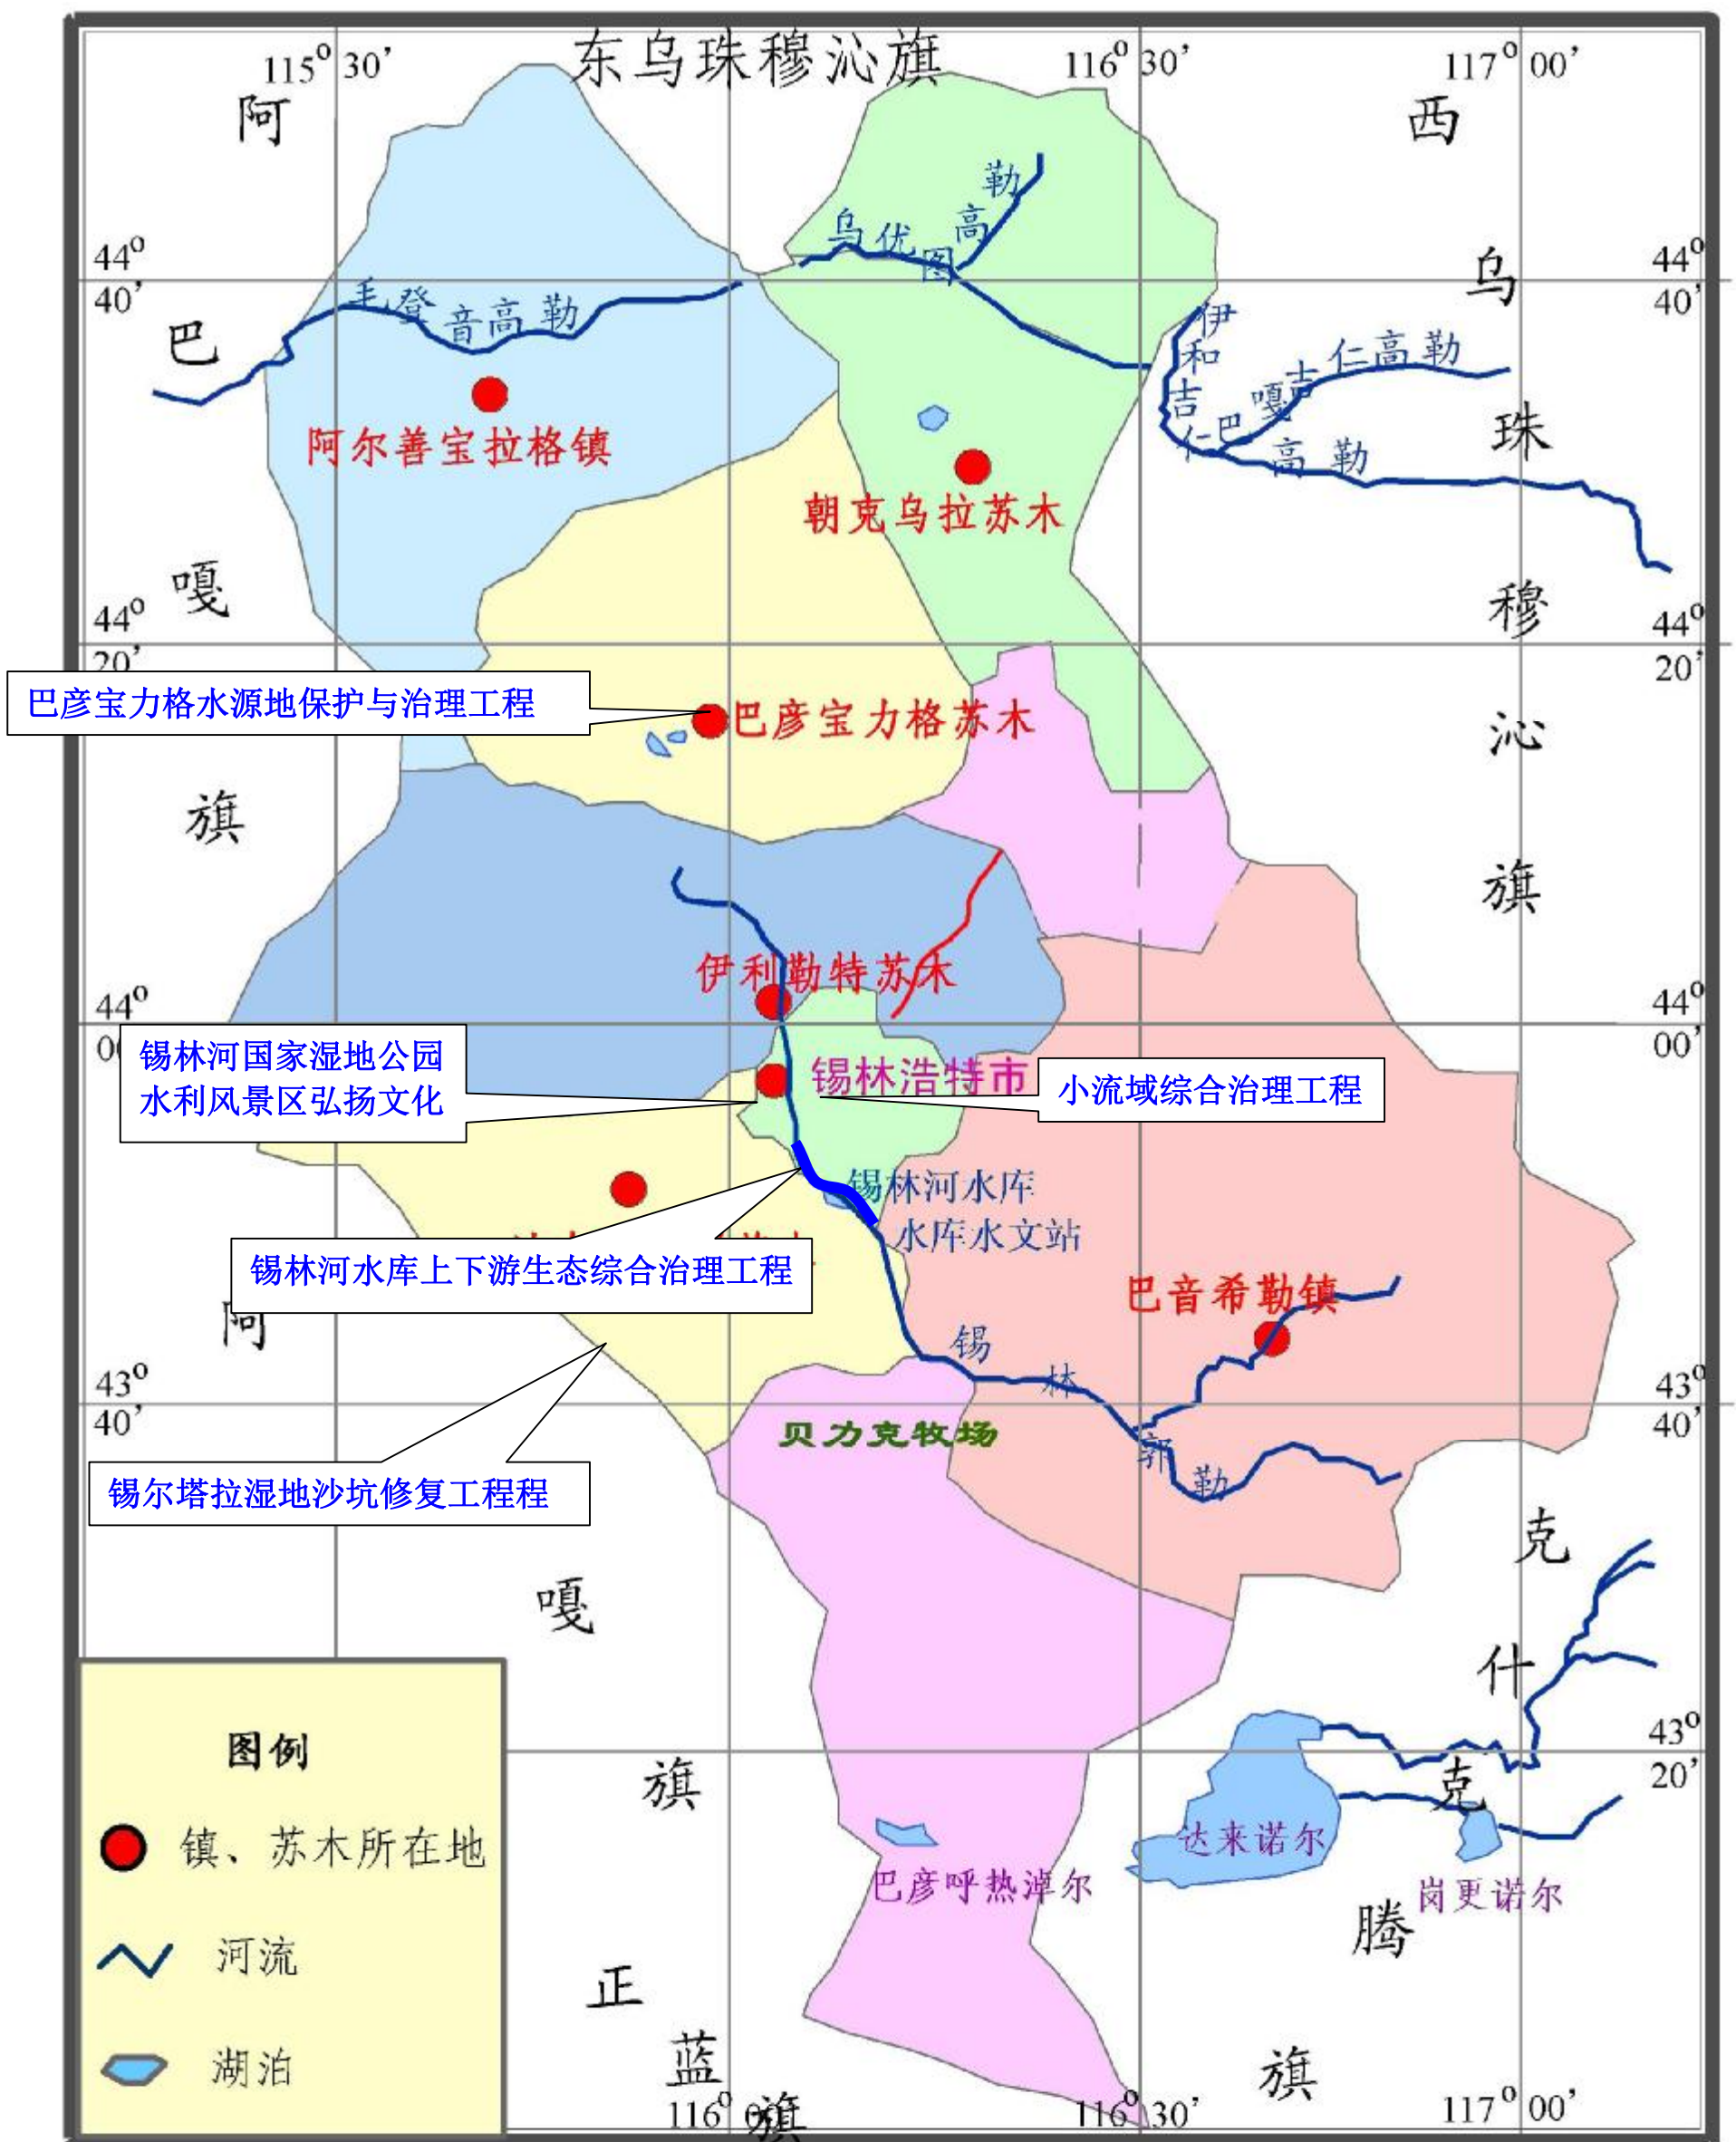 东乌珠穆沁旗
115° 30’
116° 30’
117° 00’
阿巴嘎旗
西乌珠穆沁旗
44° 40’
44° 40’
乌优图高勒
毛登音高勒
伊和吉仁高勒
巴嘎吉仁高勒
阿尔善宝拉格镇
朝克乌拉苏木
44° 20’
44° 20’
巴彦宝力格水源地保护与治理工程
巴彦宝力格苏木
伊利勒特苏木
44°
44° 00’
锡林河国家湿地公园
水利风景区弘扬文化
锡林浩特市
小流域综合治理工程
锡林河水库
水库水文站
锡林河水库上下游生态综合治理工程
巴音希勒镇
锡林郭勒
43° 40’
43° 40’
贝力克牧场
锡尔塔拉湿地沙坑修复工程程
阿嘎旗
克什克腾旗
43° 20’
图例
镇、苏木所在地
河流
湖泊
达来诺尔
岗更诺尔
巴彦呼热淖尔
正蓝旗
116° 00’
116° 30’
117° 00’